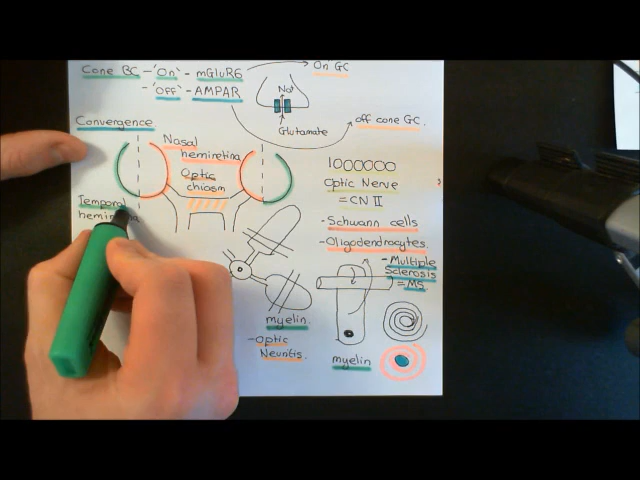 Cone BC - 'On' - mGluR6
On GC
- 'Off' - AMPAR
Na+
Glutamate
off cone GC.
Convergence
Nasal
hemiretina
Optic
chiasm
Temporal
1000000
Optic Nerve
= CN II
- Schwann cells
- Oligodendrocytes.
- Multiple
Sclerosis
= MS
myelin.
- Optic
Neuritis.
myelin